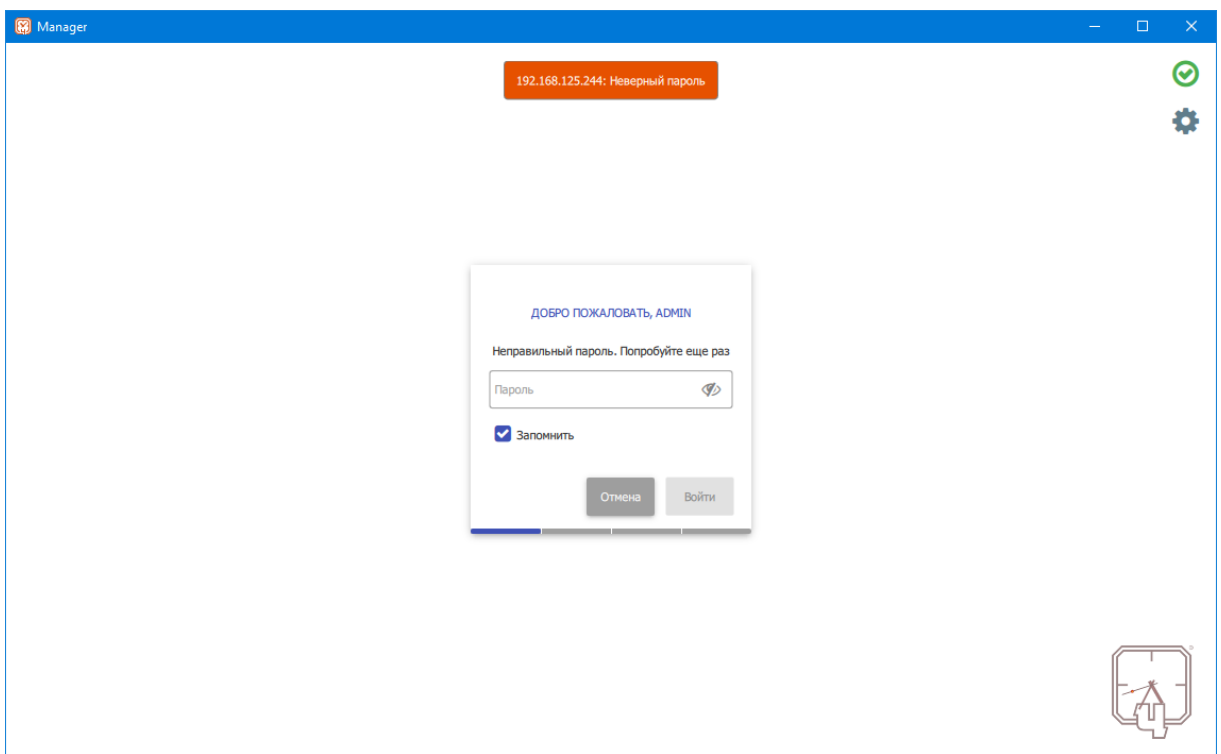 Manager
192.168.125.244: Неверный пароль
ДОБРО ПОЖАЛОВАТЬ, ADMIN
Неправильный пароль. Попробуйте еще раз
Пароль
Запомнить
Отмена
Войти